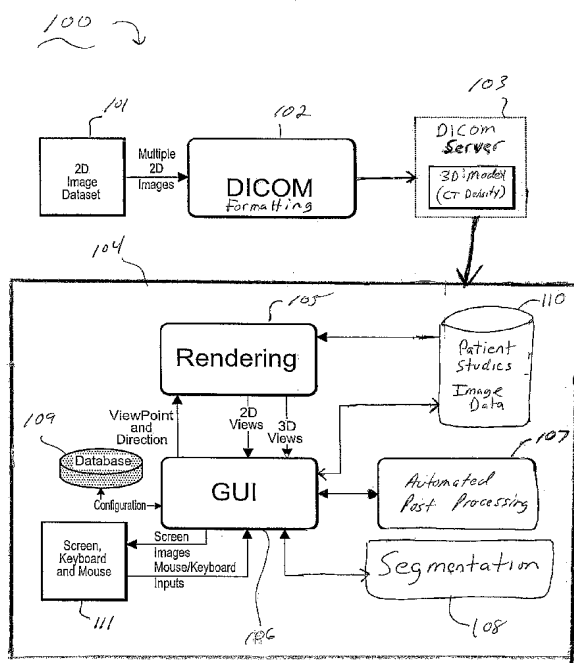 100
101
102
103
2D
Image
Dataset
Multiple
2D
Images
DICOM
Formatting
DICOM
Server
3D Model
(CT Density)
104
105
110
Rendering
Patient
Studies
Image
Data
ViewPoint
and
Direction
2D
Views
3D
Views
109
107
Database
GUI
Automated
Post Processing
Configuration
Screen,
Keyboard
and Mouse
Screen
Images
Mouse/Keyboard
Inputs
Segmentation
111
106
108